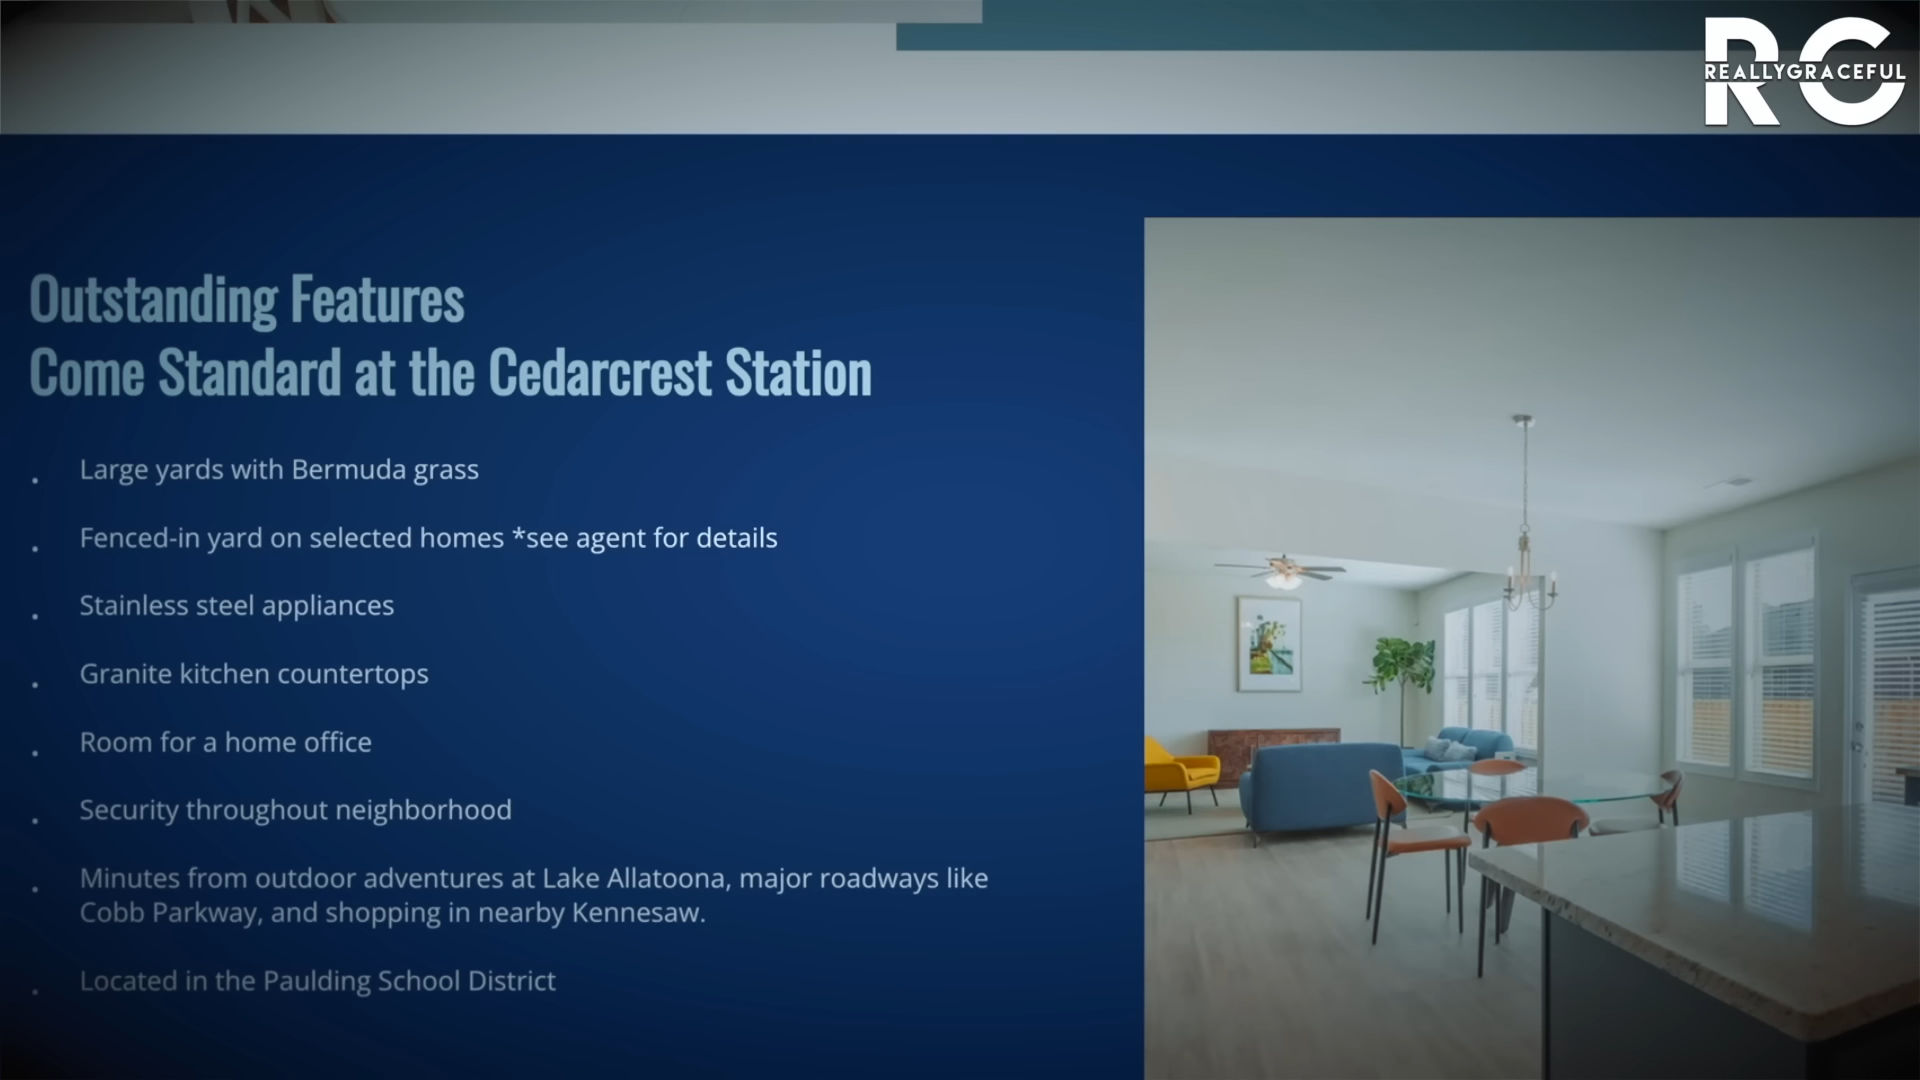 RG
REALLYGRACEFUL
Outstanding Features
Come Standard at the Cedarcrest Station
. Large yards with Bermuda grass
. Fenced-in yard on selected homes *see agent for details
. Stainless steel appliances
. Granite kitchen countertops
. Room for a home office
. Security throughout neighborhood
. Minutes from outdoor adventures at Lake Allatoona, major roadways like
Cobb Parkway, and shopping in nearby Kennesaw.
. Located in the Paulding School District